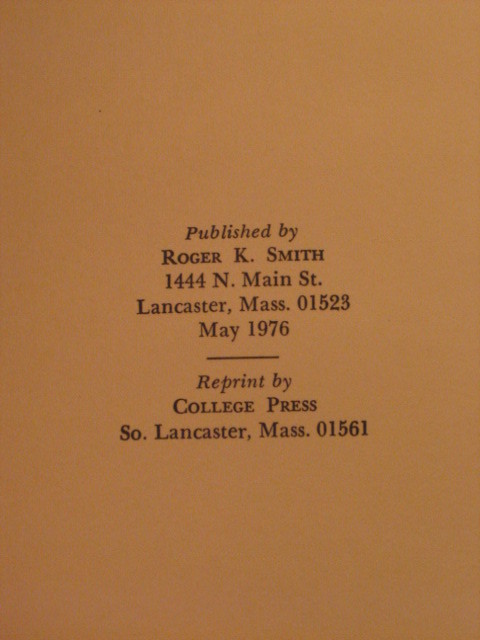 Published by
ROGER K. SMITH
1444 N. Main St.
Lancaster, Mass. 01523
May 1976
Reprint by
COLLEGE PRESS
So. Lancaster, Mass. 01561